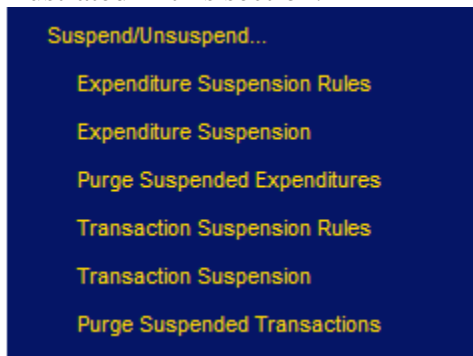 Suspend/Unsuspend...
Expenditure Suspension Rules
Expenditure Suspension
Purge Suspended Expenditures
Transaction Suspension Rules
Transaction Suspension
Purge Suspended Transactions